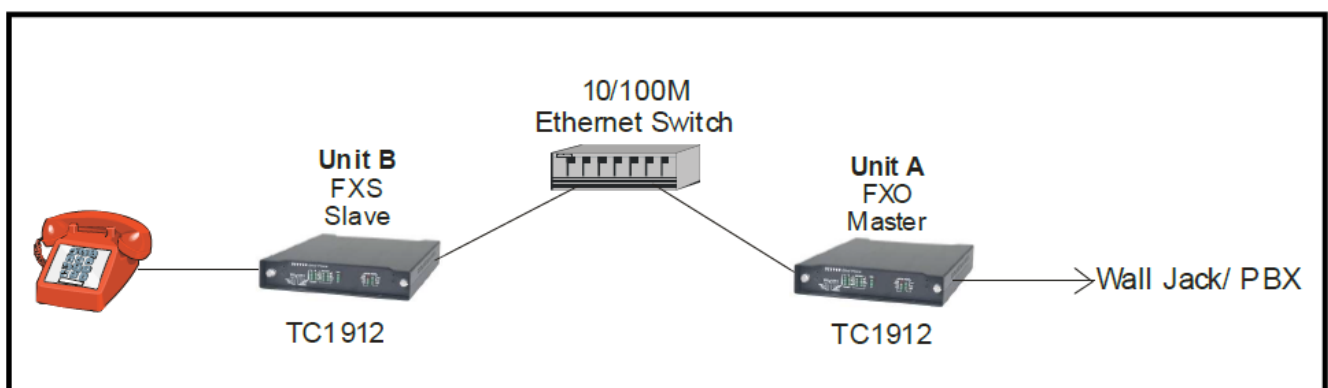 10/100M
Ethernet Switch
Unit B
FXS
Slave
Unit A
FXO
Master
Wall Jack/ PBX
TC1912
TC1912